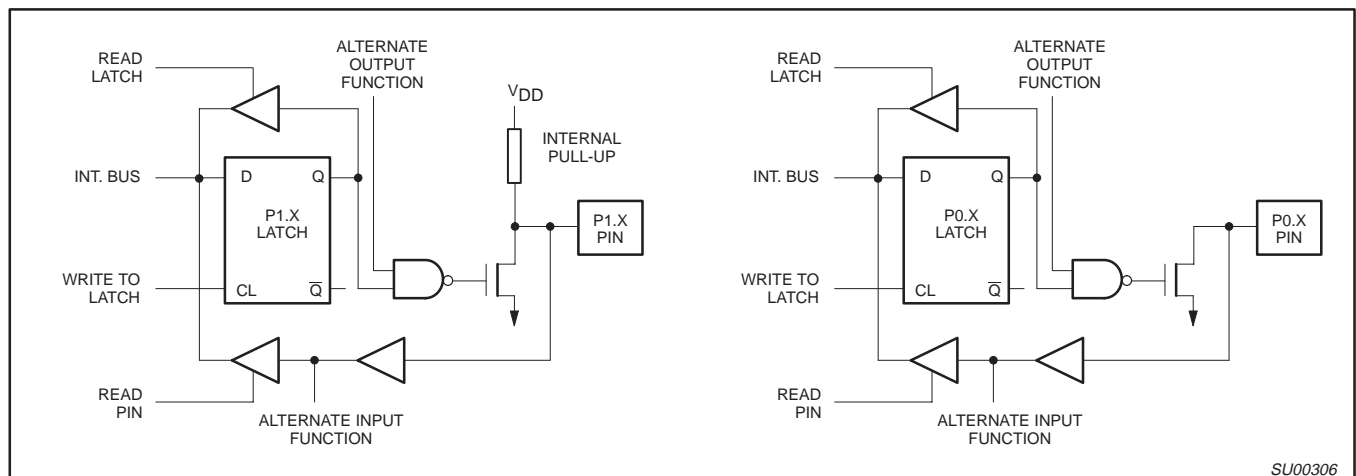 ALTERNATE
OUTPUT
FUNCTION
READ
LATCH
VDD
INTERNAL
PULL-UP
INT. BUS
D
Q
P1.X
LATCH
P1.X
PIN
WRITE TO
LATCH
CL
Q̅
READ
PIN
ALTERNATE INPUT
FUNCTION
ALTERNATE
OUTPUT
FUNCTION
READ
LATCH
INT. BUS
D
Q
P0.X
LATCH
P0.X
PIN
WRITE TO
LATCH
CL
Q̅
READ
PIN
ALTERNATE INPUT
FUNCTION
SU00306